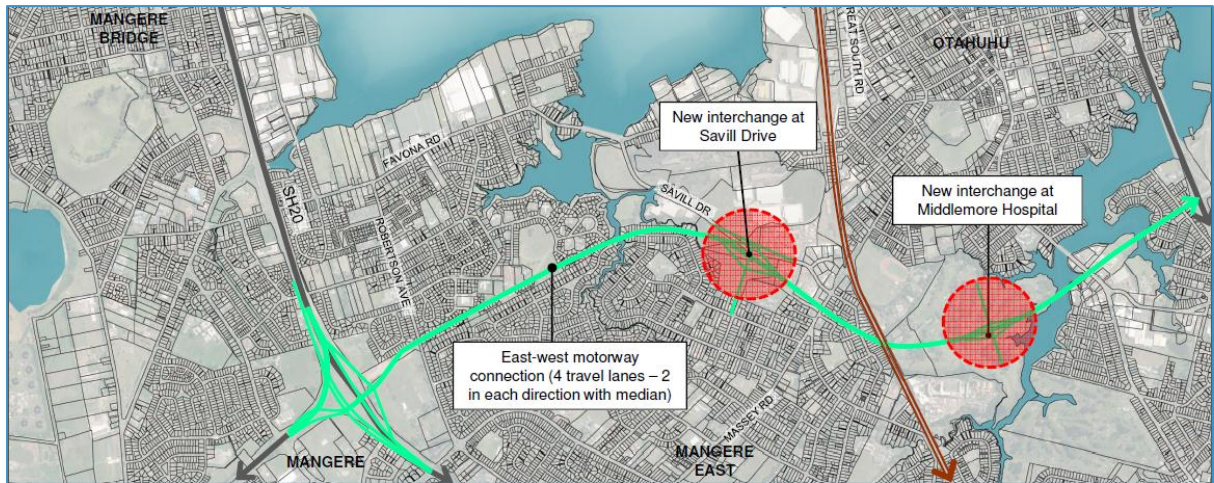 MANGERE
BRIDGE
GREAT SOUTH RD
OTAHUHU
New interchange at
Savill Drive
FAVONA RD
SH20
SAVILL DR
New interchange at
Middlemore Hospital
ROBERTSON AVE
East-west motorway
connection (4 travel lanes – 2
in each direction with median)
MASSEY RD
MANGERE
MANGERE
EAST